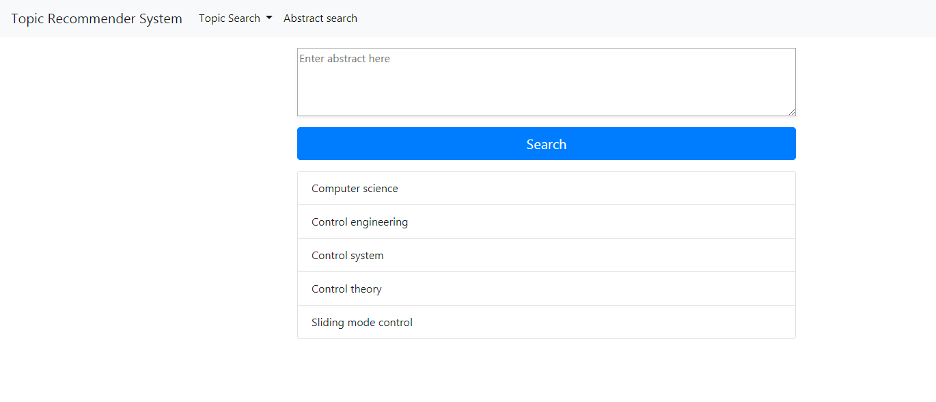 Topic Recommender System Topic Search Abstract search
Enter abstract here
Search
Computer science
Control engineering
Control system
Control theory
Sliding mode control